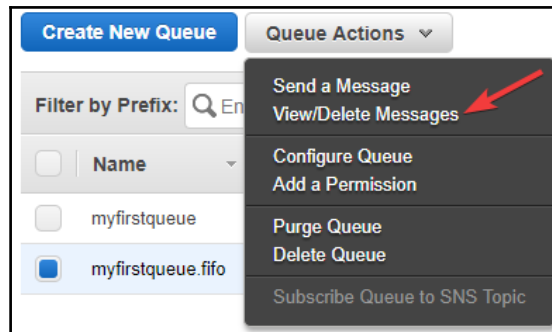 Create New Queue
Queue Actions
Send a Message
View/Delete Messages
Configure Queue
Add a Permission
Purge Queue
Delete Queue
Subscribe Queue to SNS Topic
Filter by Prefix:
Name
myfirstqueue
myfirstqueue.fifo